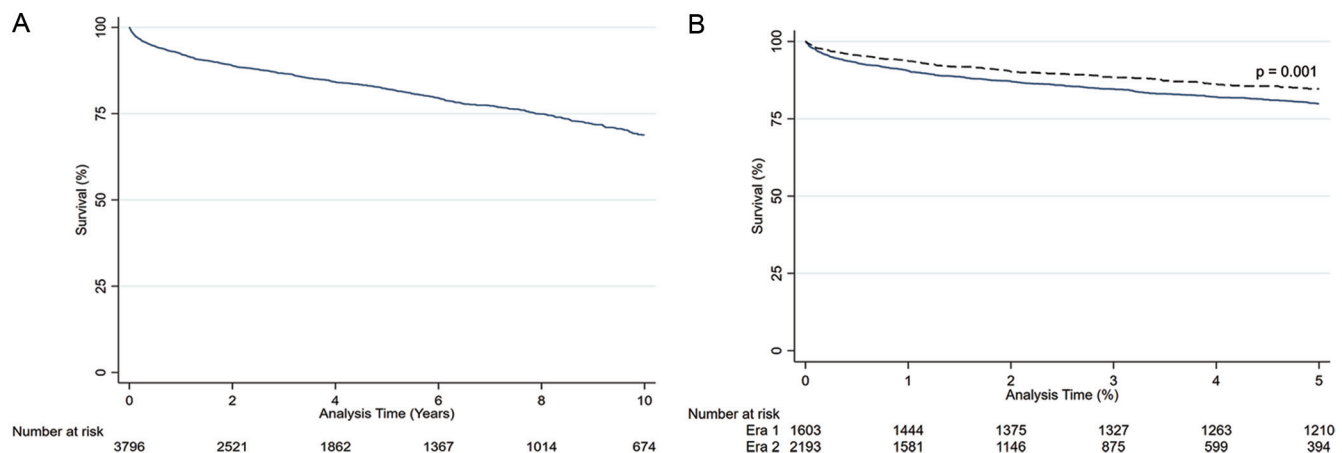 A
100
75
50
25
0
Survival (%)
0 2 4 6 8 10
Analysis Time (Years)
Number at risk
3796 2521 1862 1367 1014 674
B
100
75
50
25
0
Survival (%)
p = 0.001
0 1 2 3 4 5
Analysis Time (%)
Number at risk
Era 1 1603 1444 1375 1327 1263 1210
Era 2 2193 1581 1146 875 599 394